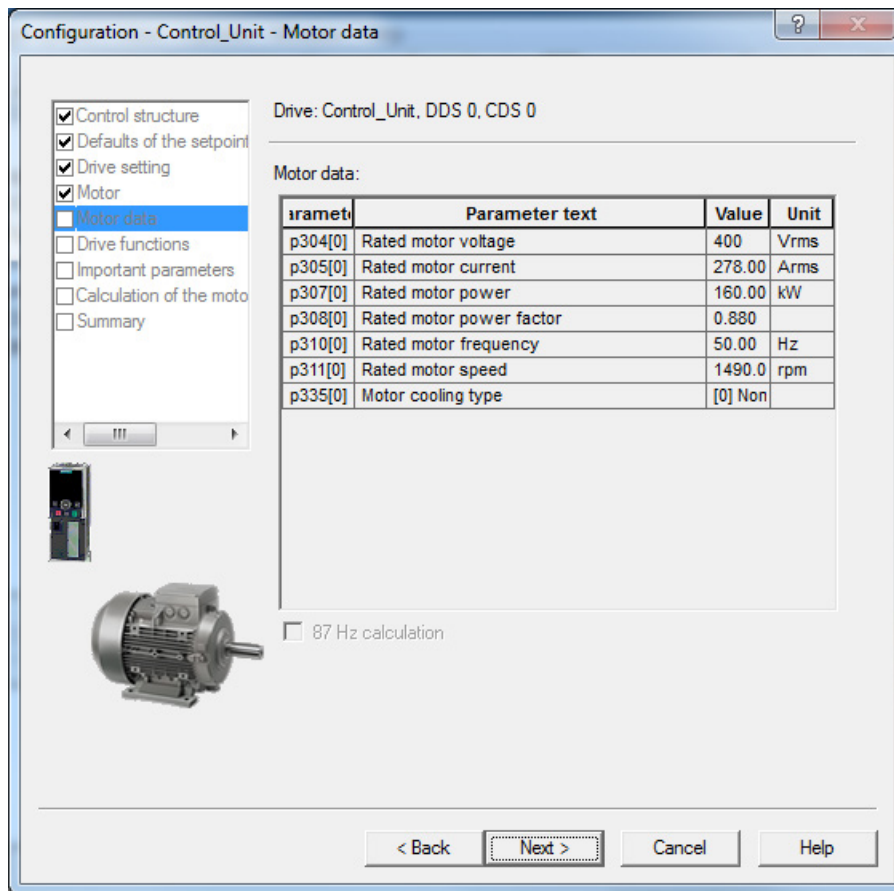 Configuration - Control_Unit - Motor data
?
X
Control structure
Defaults of the setpoint
Drive setting
Motor
Motor data
Drive functions
Important parameters
Calculation of the moto
Summary
Drive: Control_Unit, DDS 0, CDS 0
Motor data:
aramete Parameter text Value Unit
p304[0] Rated motor voltage 400 Vrms
p305[0] Rated motor current 278.00 Arms
p307[0] Rated motor power 160.00 kW
p308[0] Rated motor power factor 0.880
p310[0] Rated motor frequency 50.00 Hz
p311[0] Rated motor speed 1490.0 rpm
p335[0] Motor cooling type [0] Non
87 Hz calculation
< Back Next > Cancel Help